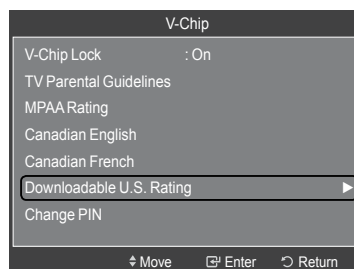 V-Chip
V-Chip Lock : On
TV Parental Guidelines
MPAA Rating
Canadian English
Canadian French
Downloadable U.S. Rating ►
Change PIN
Move Enter Return